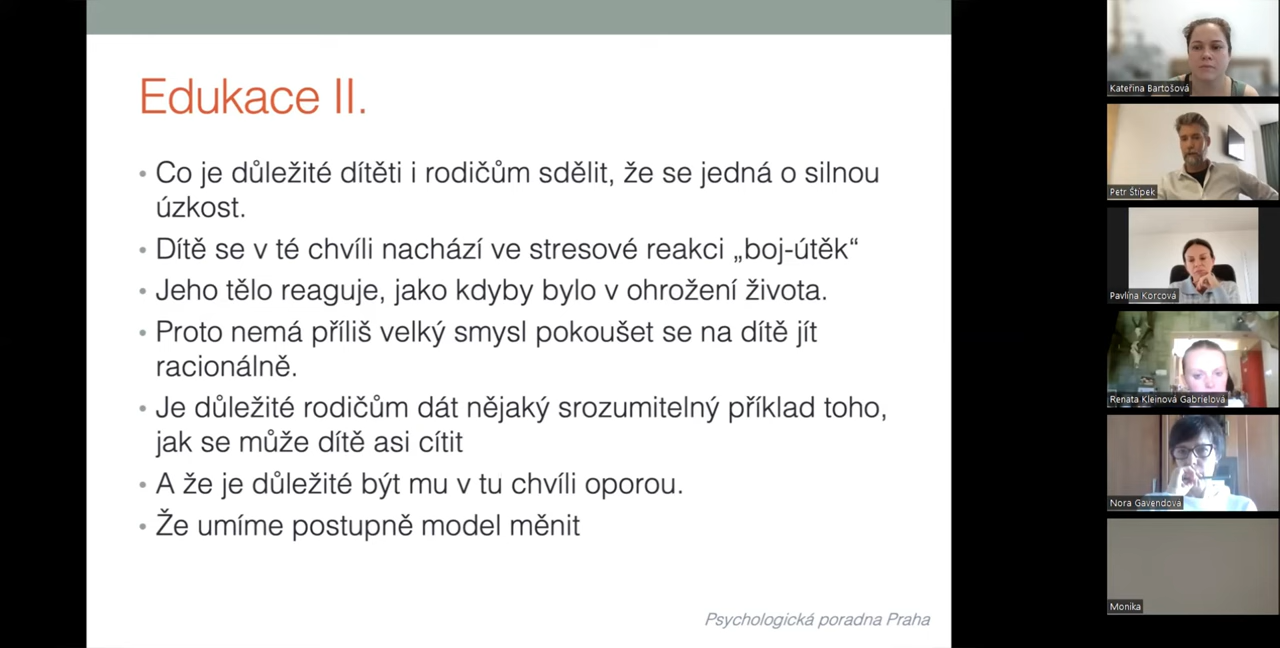 Edukace II.
• Co je důležité dítěti i rodičům sdělit, že se jedná o silnou
úzkost.
• Dítě se v té chvíli nachází ve stresové reakci „boj-útěk“
• Jeho tělo reaguje, jako kdyby bylo v ohrožení života.
• Proto nemá příliš velký smysl pokoušet se na dítě jít
racionálně.
• Je důležité rodičům dát nějaký srozumitelný příklad toho,
jak se může dítě asi cítit
• A že je důležité být mu v tu chvíli oporou.
• Že umíme postupně model měnit
Psychologická poradna Praha
Kateřina Bartošová
Petr Štípek
Pavlína Korcová
Renata Kleinová Gabrielová
Nora Gavendova
Monika